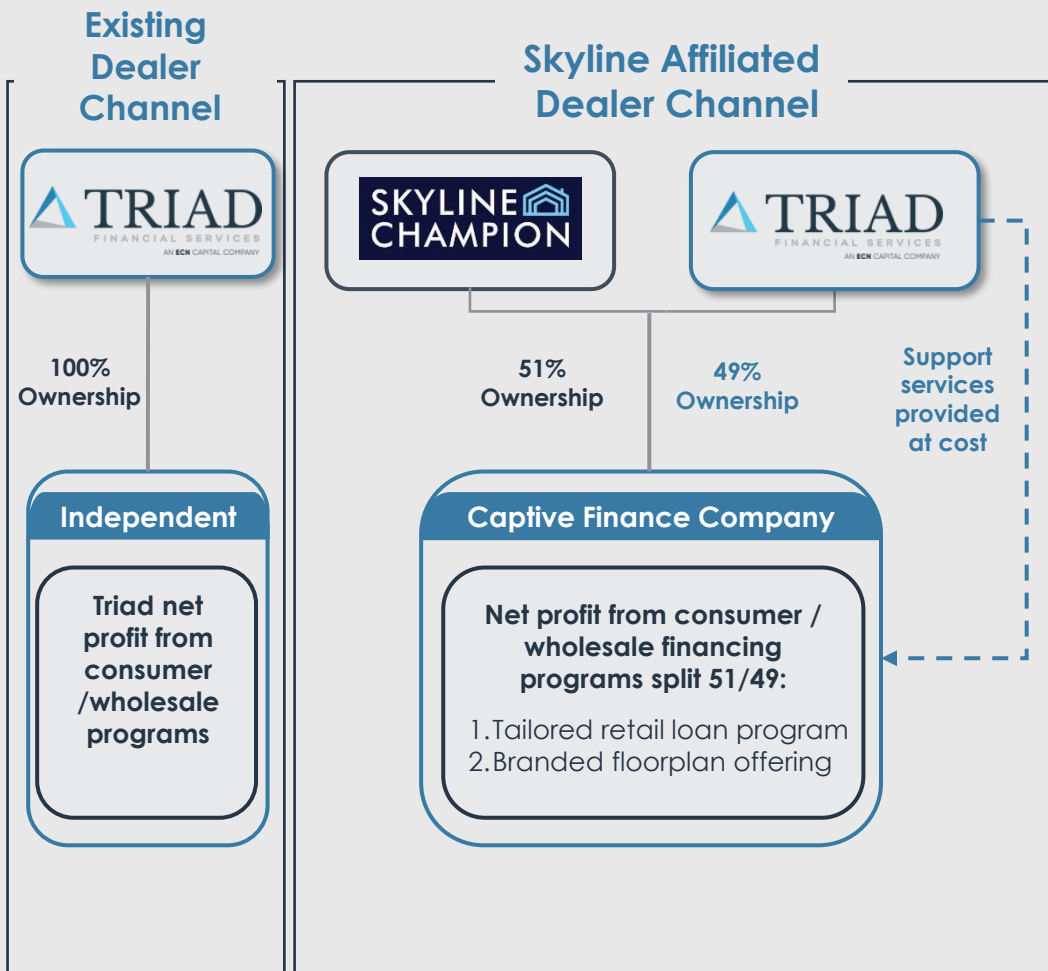 Existing
Dealer
Channel
TRIAD
FINANCIAL SERVICES
AN ECN CAPITAL COMPANY
100%
Ownership
Independent
Triad net
profit from
consumer
/wholesale
programs
Skyline Affiliated
Dealer Channel
SKYLINE
CHAMPION
TRIAD
FINANCIAL SERVICES
AN ECN CAPITAL COMPANY
51%
Ownership
49%
Ownership
Support
services
provided
at cost
Captive Finance Company
Net profit from consumer /
wholesale financing
programs split 51/49:
1.Tailored retail loan program
2.Branded floorplan offering